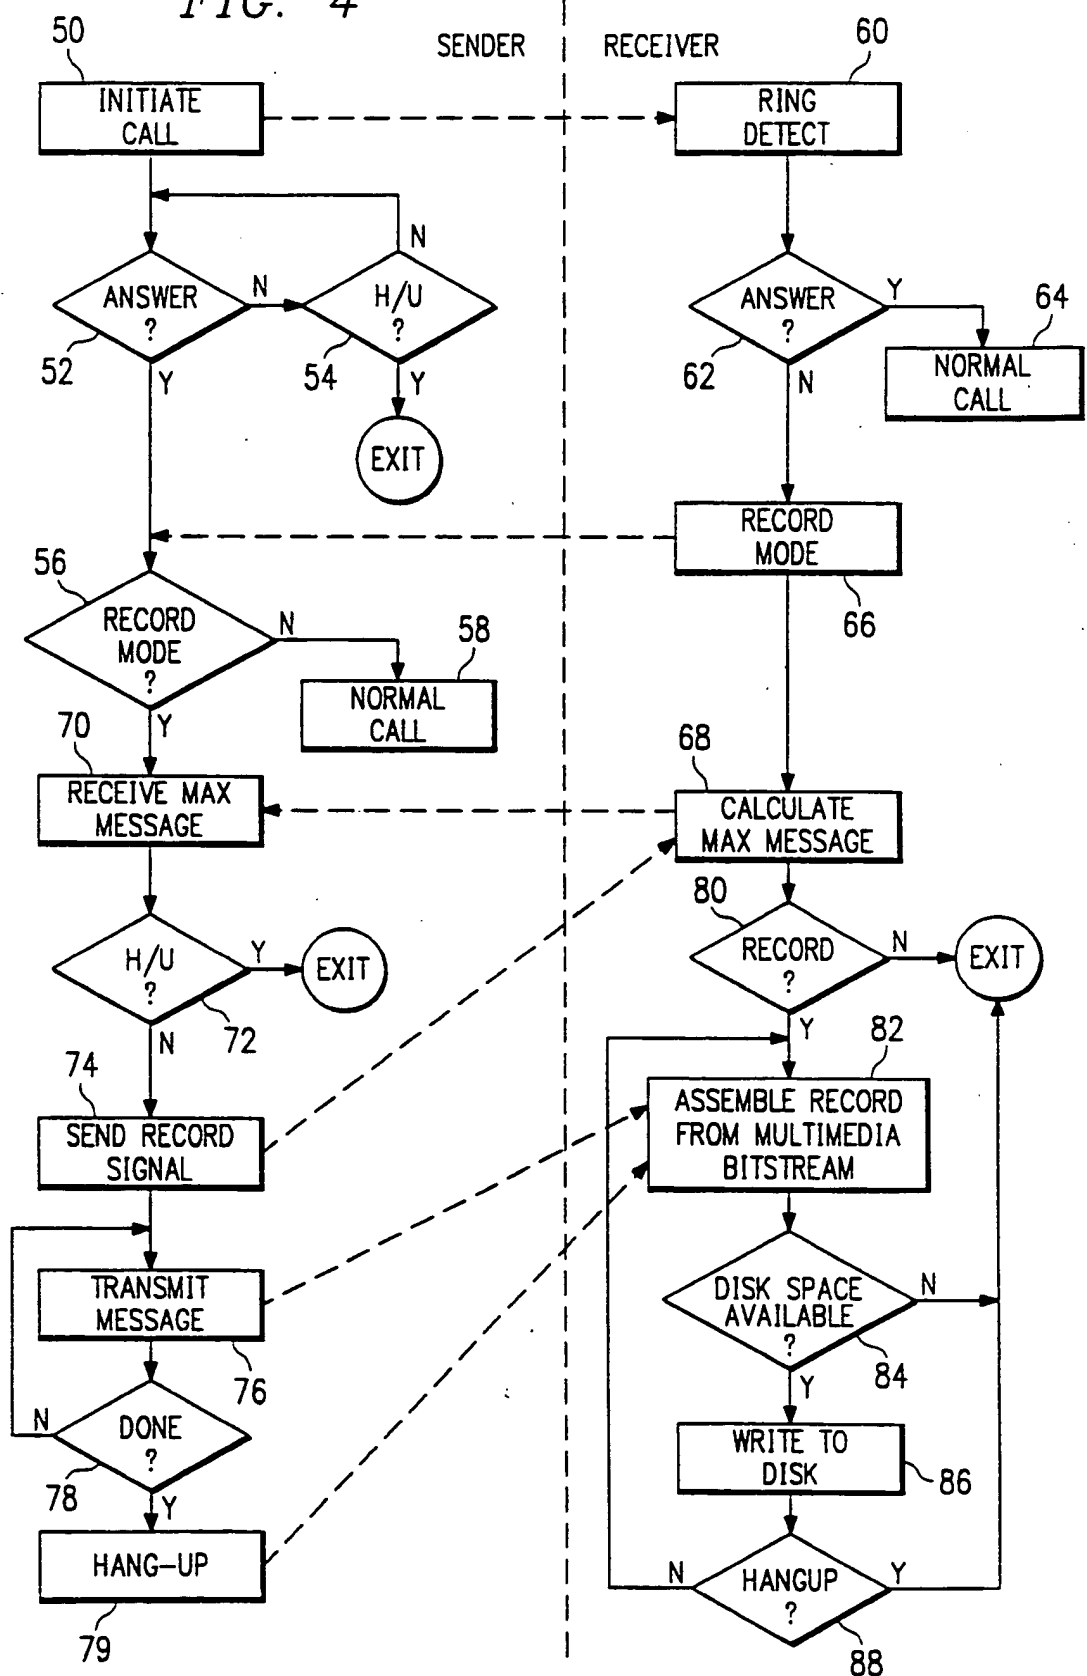 FIG. 4
SENDER
RECEIVER
50
INITIATE
CALL
60
RING
DETECT
N
ANSWER
?
52
N
Y
H/U
?
54
Y
EXIT
ANSWER
?
62
Y
N
64
NORMAL
CALL
RECORD
MODE
66
56
RECORD
MODE
?
N
Y
58
NORMAL
CALL
70
RECEIVE MAX
MESSAGE
68
CALCULATE
MAX MESSAGE
H/U
?
72
Y
N
EXIT
80
RECORD
?
N
Y
EXIT
74
SEND RECORD
SIGNAL
82
ASSEMBLE RECORD
FROM MULTIMEDIA
BITSTREAM
TRANSMIT
MESSAGE
76
DISK SPACE
AVAILABLE
?
84
N
Y
DONE
?
78
N
Y
WRITE TO
DISK
86
HANG-UP
79
HANGUP
?
88
N
Y